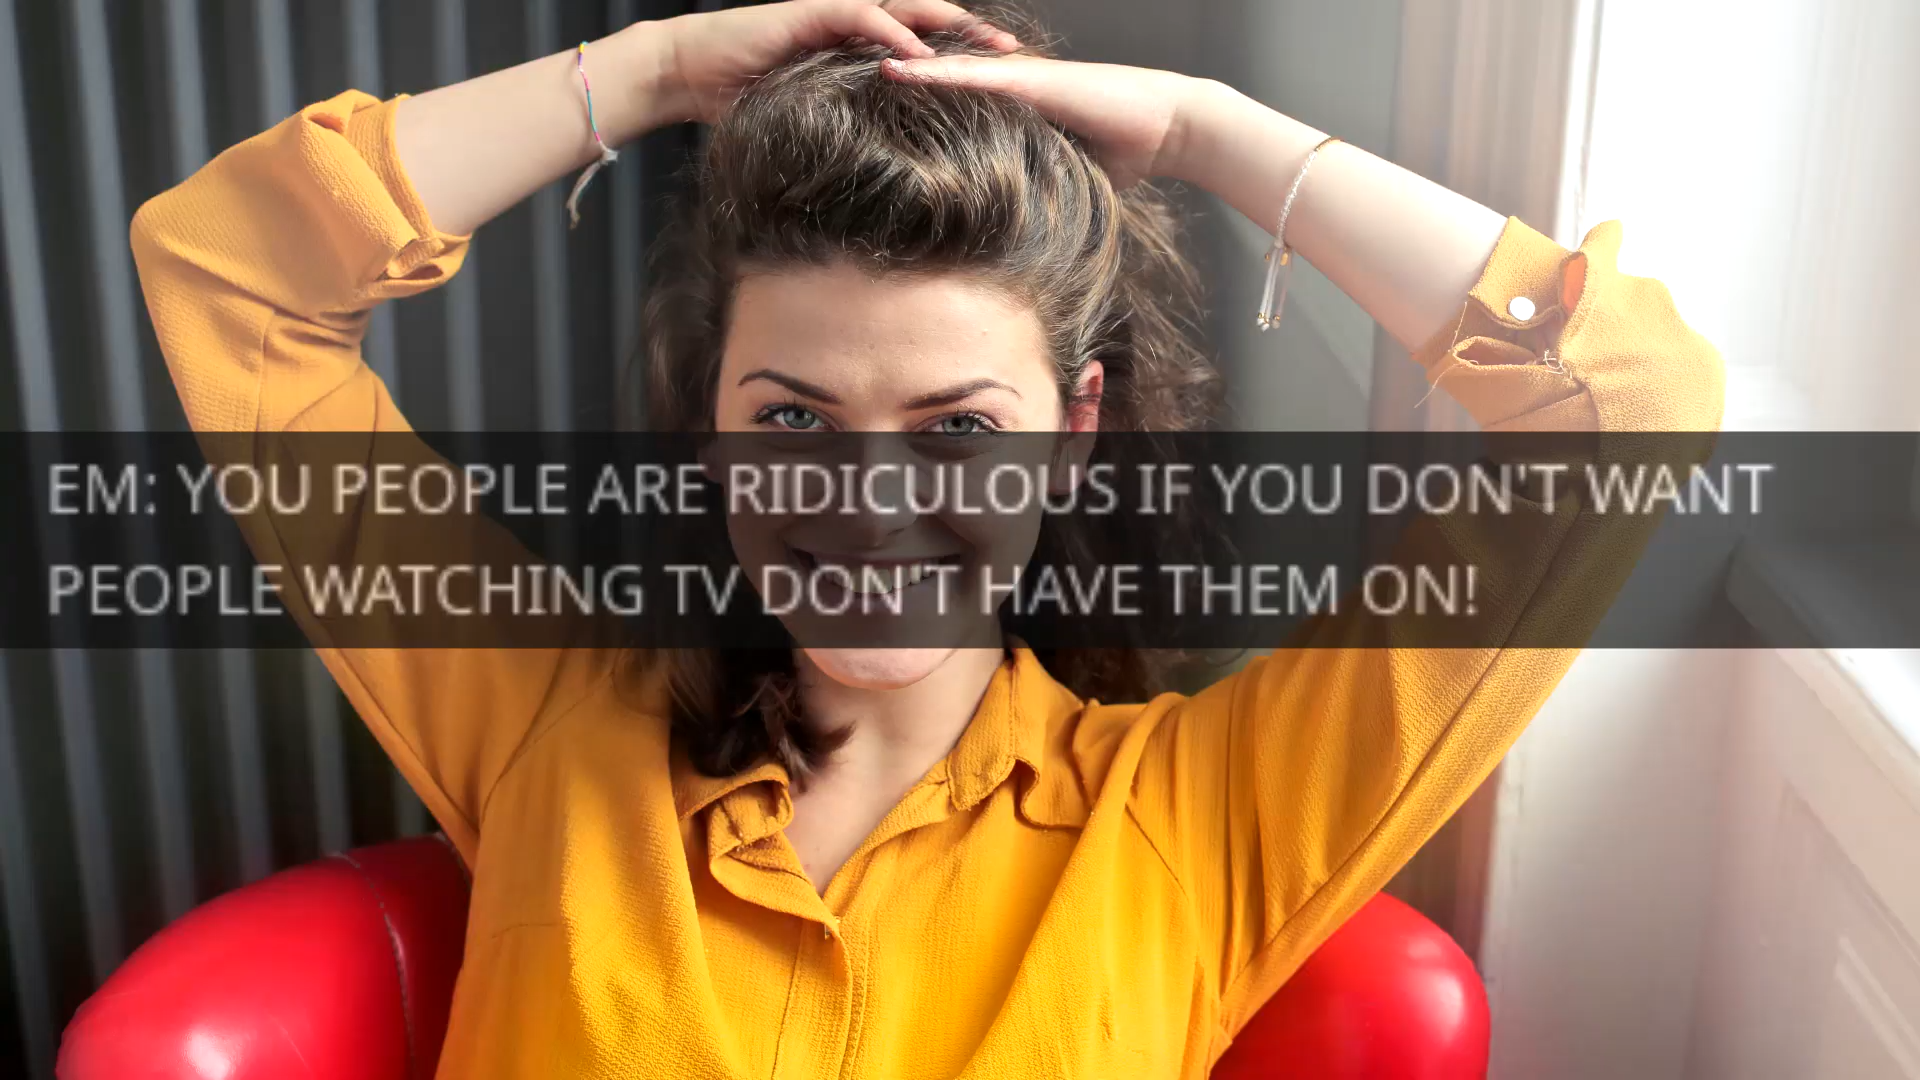 EM: YOU PEOPLE ARE RIDICULOUS IF YOU DON'T WANT
PEOPLE WATCHING TV DON'T HAVE THEM ON!